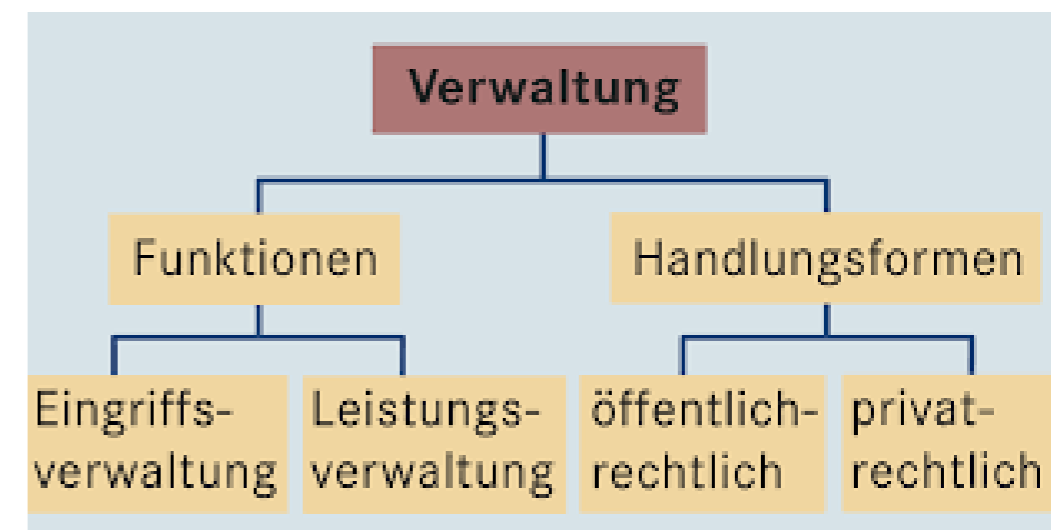 Verwaltung
Funktionen
Handlungsformen
Eingriffs-
verwaltung
Leistungs-
verwaltung
öffentlich-
rechtlich
privat-
rechtlich